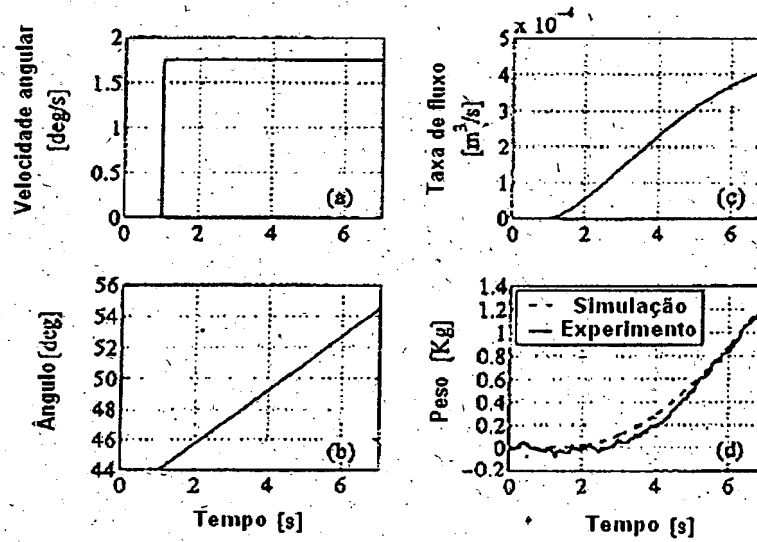 Velocidade angular
[deg/s]
2
1.5
1
0.5
0
0 2 4 6
(a)
x 10⁻⁴
Taxa de fluxo
[m³/s]
5
4
3
2
1
0
0 2 4 6
(c)
Ângulo [deg]
56
54
52
50
48
46
44
0 2 4 6
(b)
Tempo [s]
Peso [Kg]
1.4
1.2
1
0.8
0.6
0.4
0.2
0
-0.2
0 2 4 6
Simulação
Experimento
(d)
Tempo [s]